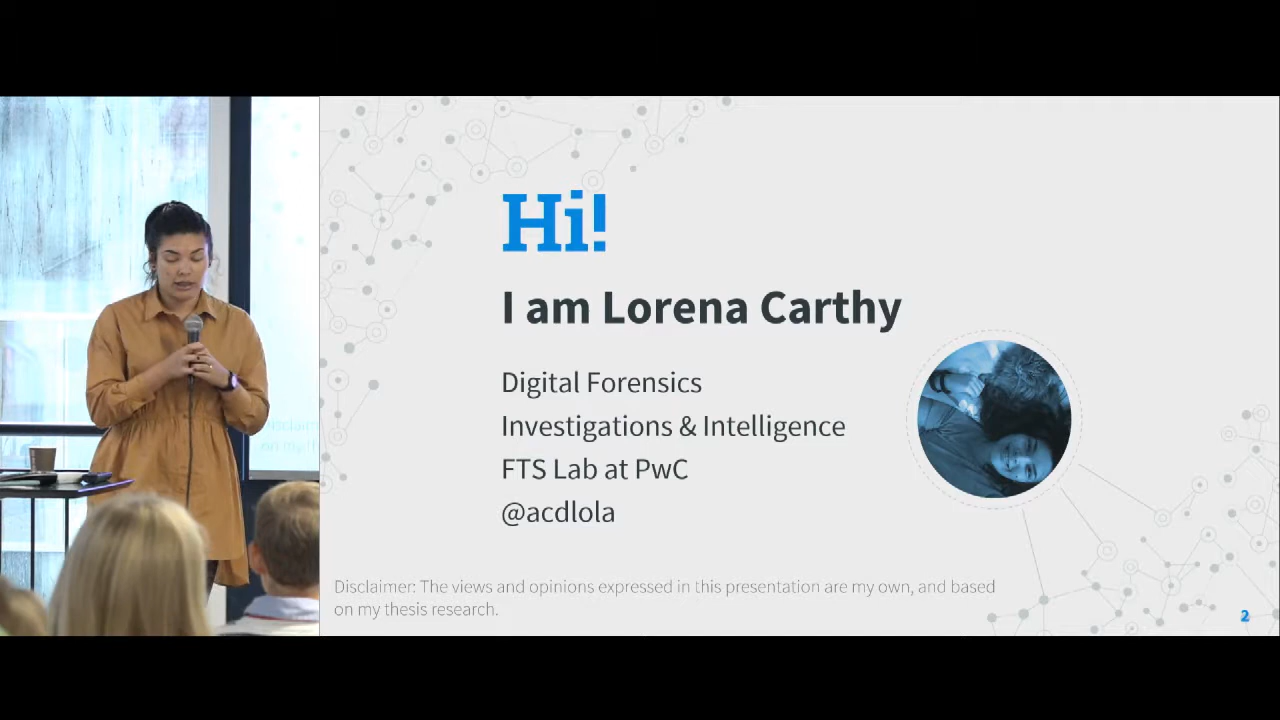 Hi!
I am Lorena Carthy
Digital Forensics
Investigations & Intelligence
FTS Lab at PwC
@acdlola
Disclaimer: The views and opinions expressed in this presentation are my own, and based
on my thesis research.
2